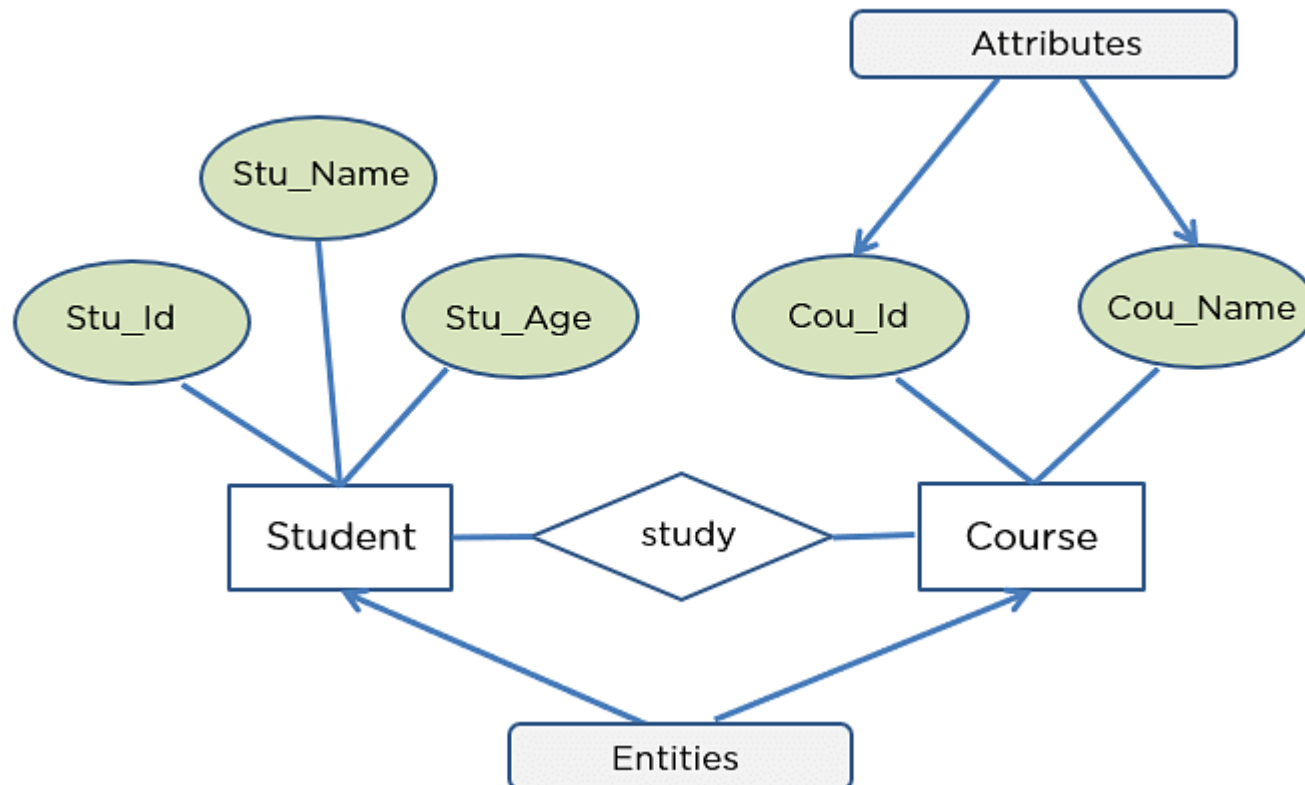 Attributes
Stu_Name
Stu_Id
Stu_Age
Cou_Id
Cou_Name
Student
study
Course
Entities